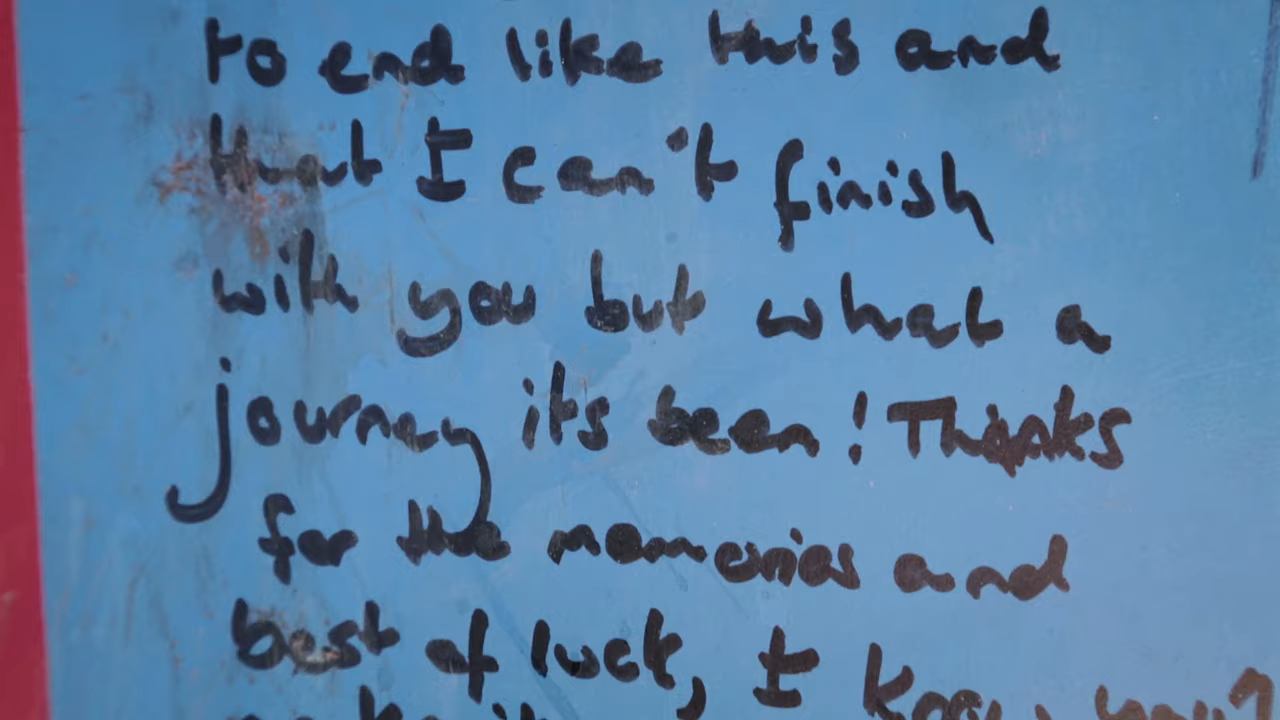 to end like this and
that I can't finish
with you but what a
journey its been! Thanks
for the memories and
best of luck, I know